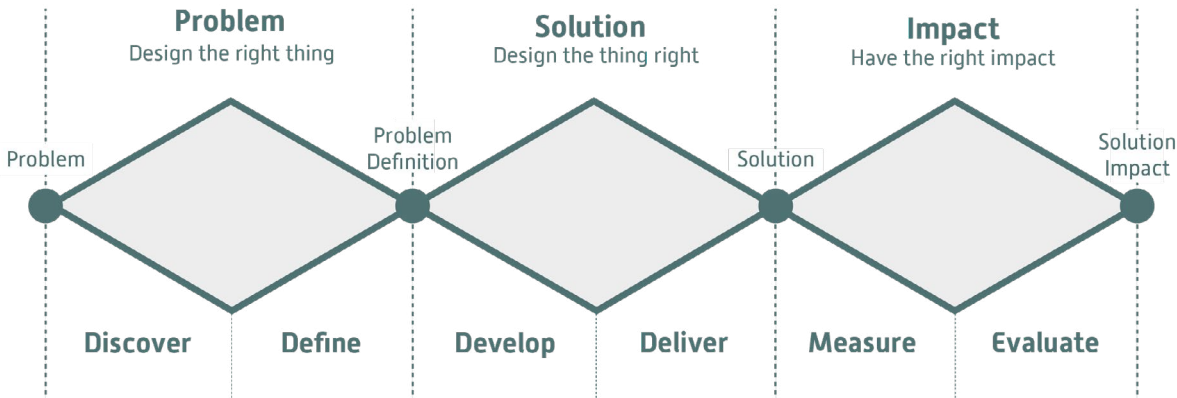 Problem
Design the right thing
Solution
Design the thing right
Impact
Have the right impact
Problem
Problem
Definition
Solution
Solution
Impact
Discover
Define
Develop
Deliver
Measure
Evaluate